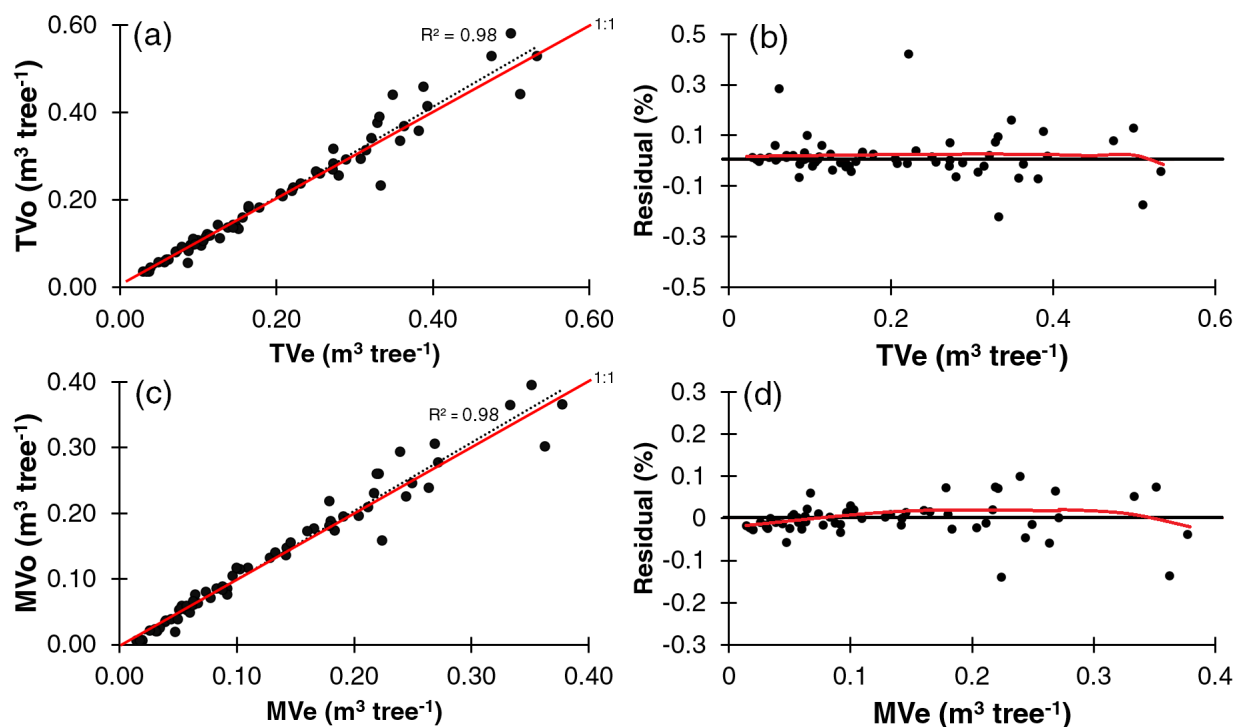 (a)
R² = 0.98
1:1
0.60
0.40
0.20
0.00
TVo (m³ tree⁻¹)
0.00 0.20 0.40 0.60
TVe (m³ tree⁻¹)
(b)
0.5
0.3
0.1
-0.1
-0.3
-0.5
Residual (%)
0 0.2 0.4 0.6
TVe (m³ tree⁻¹)
(c)
R² = 0.98
1:1
0.40
0.30
0.20
0.10
0.00
MVo (m³ tree⁻¹)
0.00 0.10 0.20 0.30 0.40
MVe (m³ tree⁻¹)
(d)
0.3
0.2
0.1
0
-0.1
-0.2
-0.3
Residual (%)
0 0.1 0.2 0.3 0.4
MVe (m³ tree⁻¹)